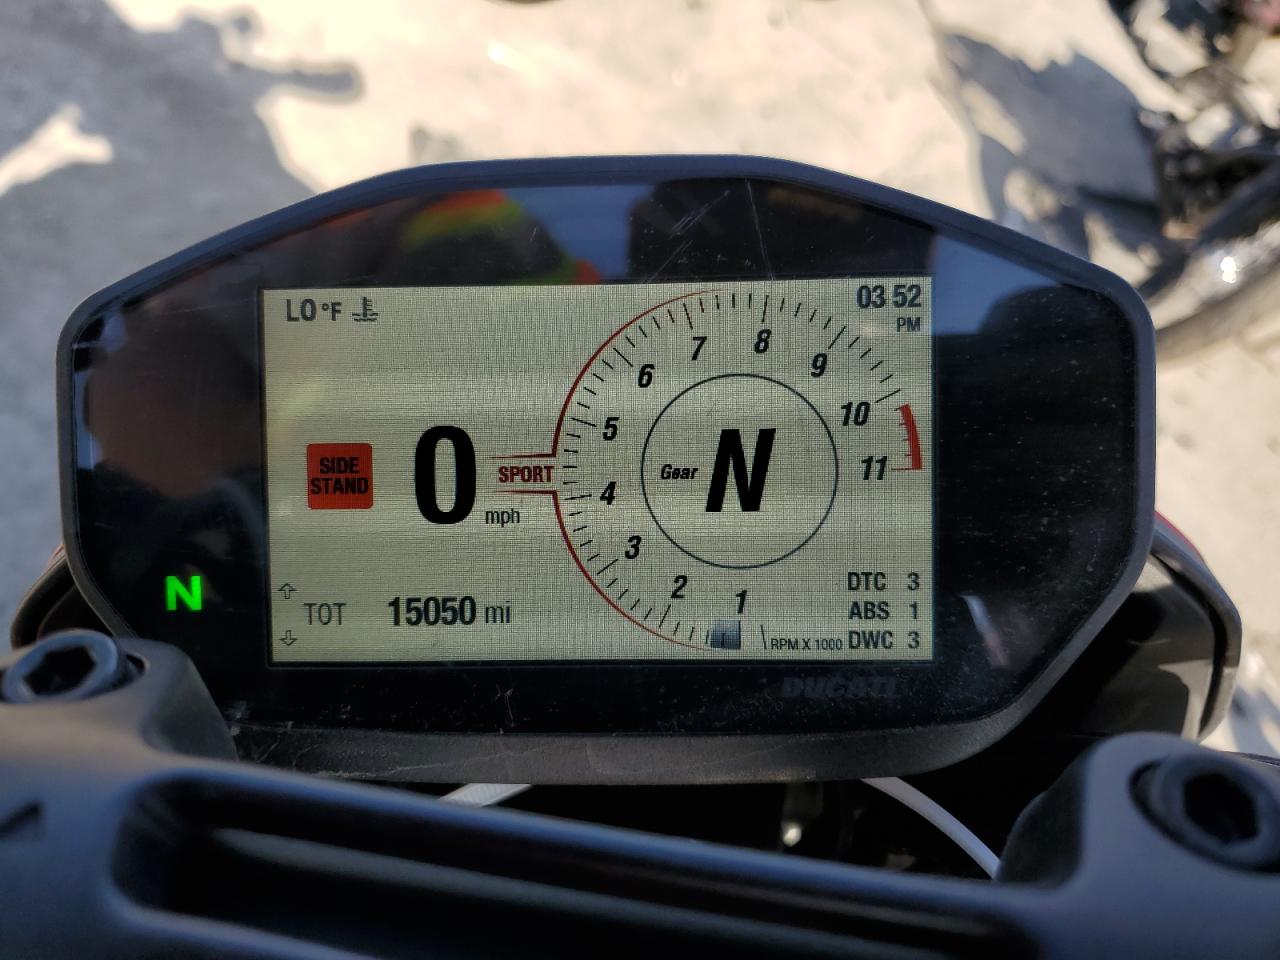 LO °F
03 52
PM
7
8
6
9
5
10
SIDE
STAND
0
mph
SPORT
Gear
N
11
4
3
2
1
N
TOT 15050 mi
RPM X 1000
DTC 3
ABS 1
DWC 3
DUCATI